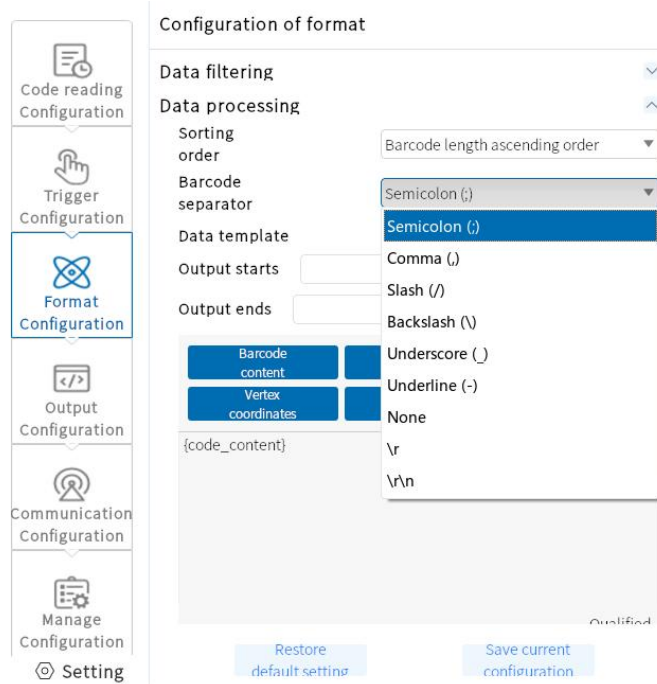 Configuration of format
Code reading
Configuration
Trigger
Configuration
Format
Configuration
Output
Configuration
Communication
Configuration
Manage
Configuration
Setting
Data filtering
Data processing
Sorting
order
Barcode length ascending order
Barcode
separator
Semicolon (;)
Semicolon (;)
Comma (,)
Slash (/)
Backslash (\)
Underscore (_)
Underline (-)
None
\r
\r\n
Data template
Output starts
Output ends
Barcode
content
Vertex
coordinates
{code_content}
Qualified
Restore
default setting
Save current
configuration